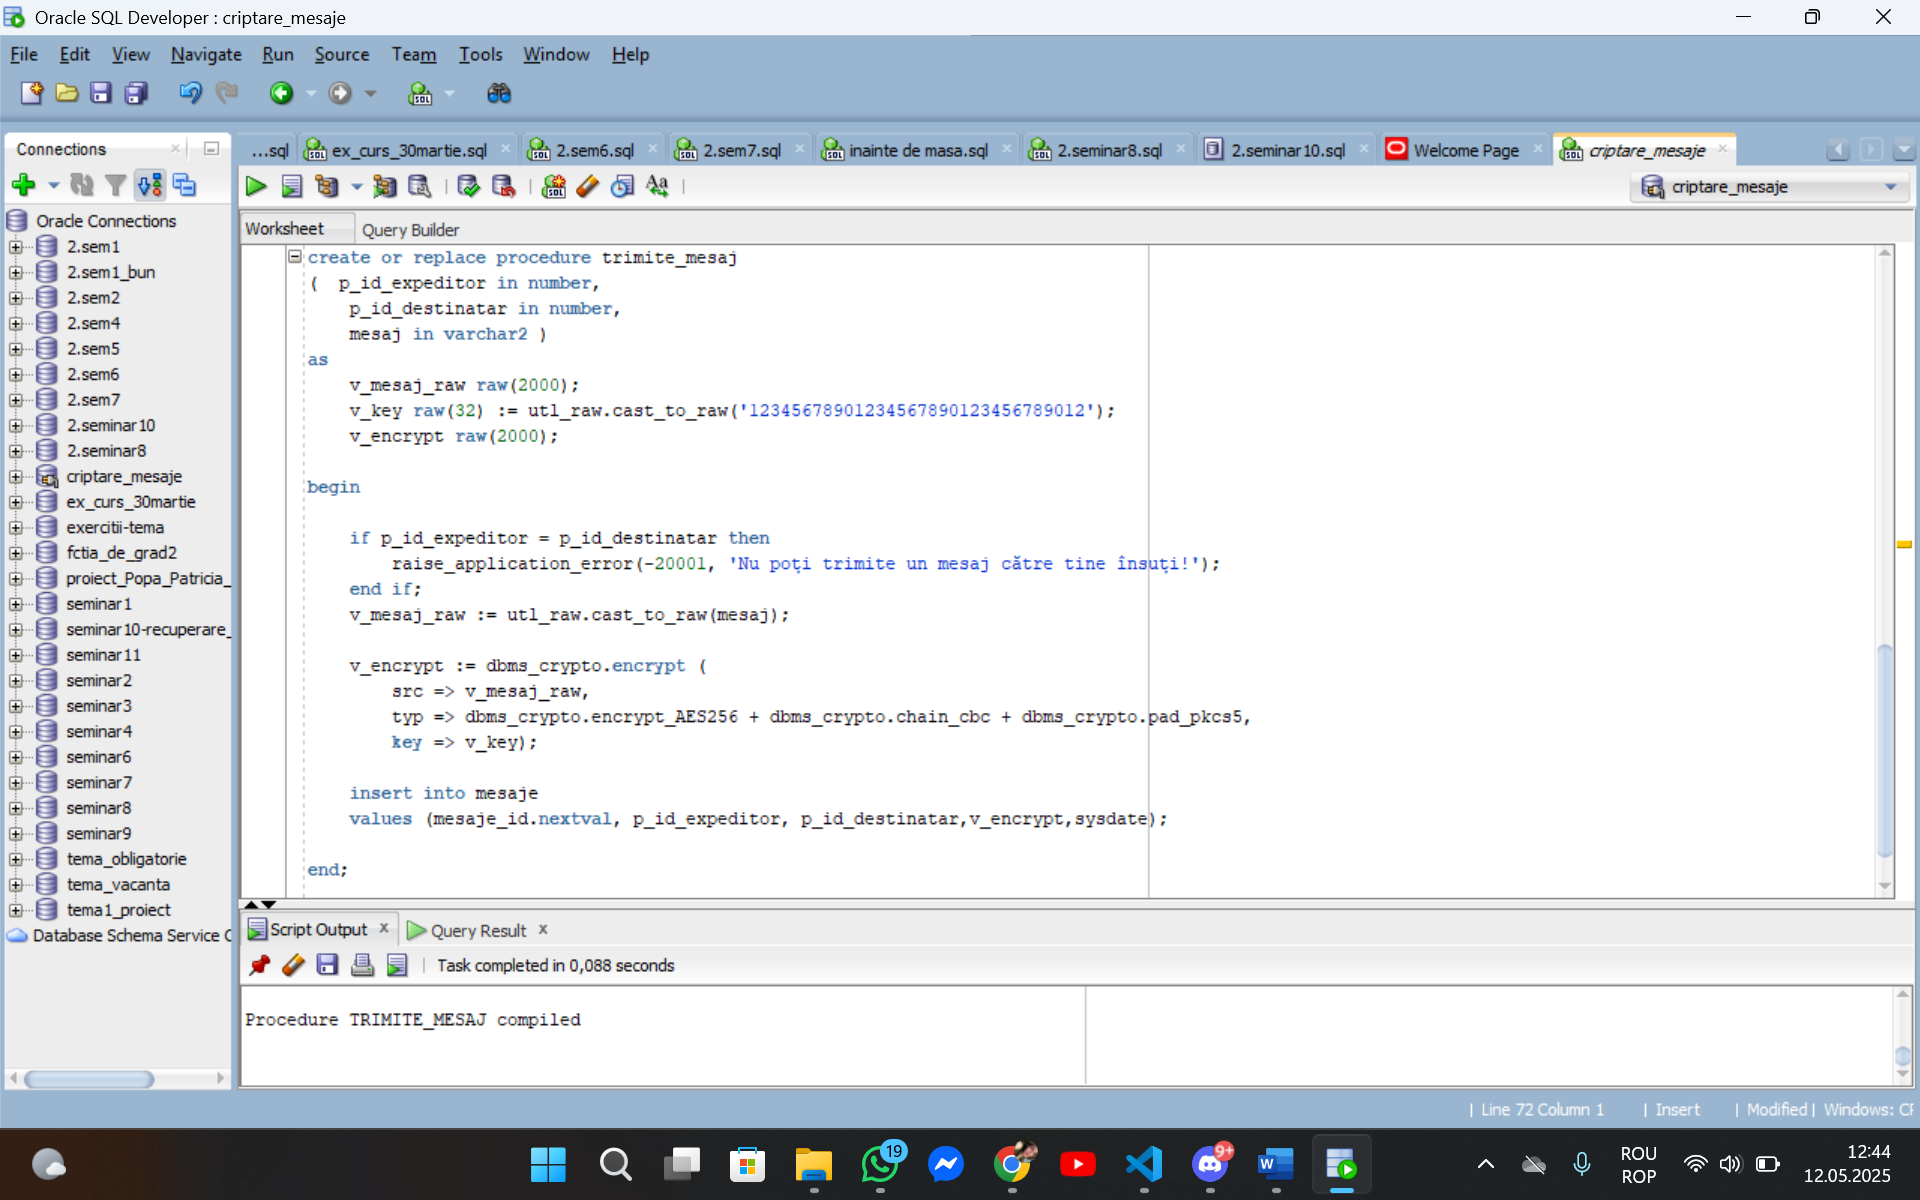 Oracle SQL Developer : criptare_mesaje
File Edit View Navigate Run Source Team Tools Window Help
Connections
...sql ex_curs_30martie.sql 2.sem6.sql 2.sem7.sql inainte de masa.sql 2.seminar8.sql 2.seminar10.sql Welcome Page criptare_mesaje
criptare_mesaje
Worksheet Query Builder
Oracle Connections
2.sem1
2.sem1_bun
2.sem2
2.sem4
2.sem5
2.sem6
2.sem7
2.seminar10
2.seminar8
criptare_mesaje
ex_curs_30martie
exercitii-tema
fctia_de_grad2
proiect_Popa_Patricia_
seminar1
seminar10-recuperare_
seminar11
seminar2
seminar3
seminar4
seminar6
seminar7
seminar8
seminar9
tema_obligatorie
tema_vacanta
tema1_proiect
Database Schema Service C
create or replace procedure trimite_mesaj
( p_id_expeditor in number,
p_id_destinatar in number,
mesaj in varchar2 )
as
v_mesaj_raw raw(2000);
v_key raw(32) := utl_raw.cast_to_raw('12345678901234567890123456789012');
v_encrypt raw(2000);
begin
if p_id_expeditor = p_id_destinatar then
raise_application_error(-20001, 'Nu poți trimite un mesaj către tine însuți!');
end if;
v_mesaj_raw := utl_raw.cast_to_raw(mesaj);
v_encrypt := dbms_crypto.encrypt (
src => v_mesaj_raw,
typ => dbms_crypto.encrypt_AES256 + dbms_crypto.chain_cbc + dbms_crypto.pad_pkcs5,
key => v_key);
insert into mesaje
values (mesaje_id.nextval, p_id_expeditor, p_id_destinatar,v_encrypt,sysdate);
end;
Script Output Query Result
Task completed in 0,088 seconds
Procedure TRIMITE_MESAJ compiled
Line 72 Column 1 | Insert | Modified | Windows: CR
19
9+
ROU
ROP
12:44
12.05.2025